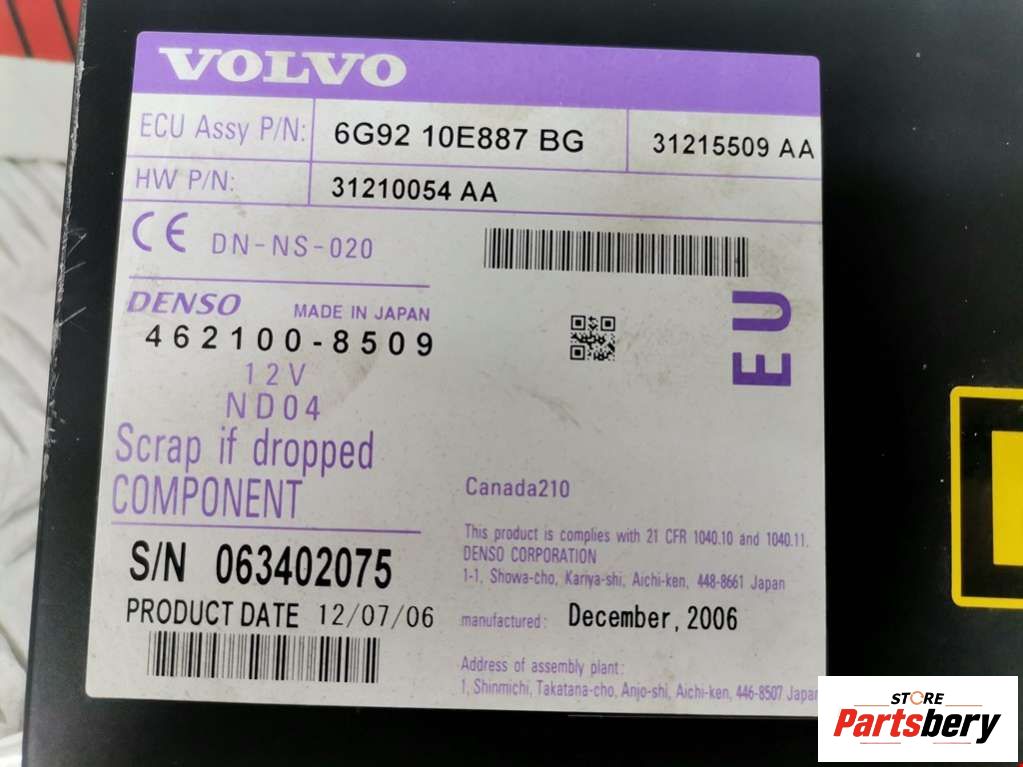 VOLVO
ECU Assy P/N: 6G92 10E887 BG 31215509 AA
HW P/N: 31210054 AA
CE DN-NS-020
DENSO MADE IN JAPAN
462100-8509
12V
ND04
EU
Scrap if dropped
COMPONENT
Canada210
This product is complies with 21 CFR 1040.10 and 1040.11.
DENSO CORPORATION
1-1, Showa-cho, Kariya-shi, Aichi-ken, 448-8661 Japan
S/N 063402075
PRODUCT DATE 12/07/06
manufactured: December, 2006
Address of assembly plant:
1, Shinmichi, Takatana-cho, Anjo-shi, Aichi-ken, 446-8507 Japan
STORE
Partsbery